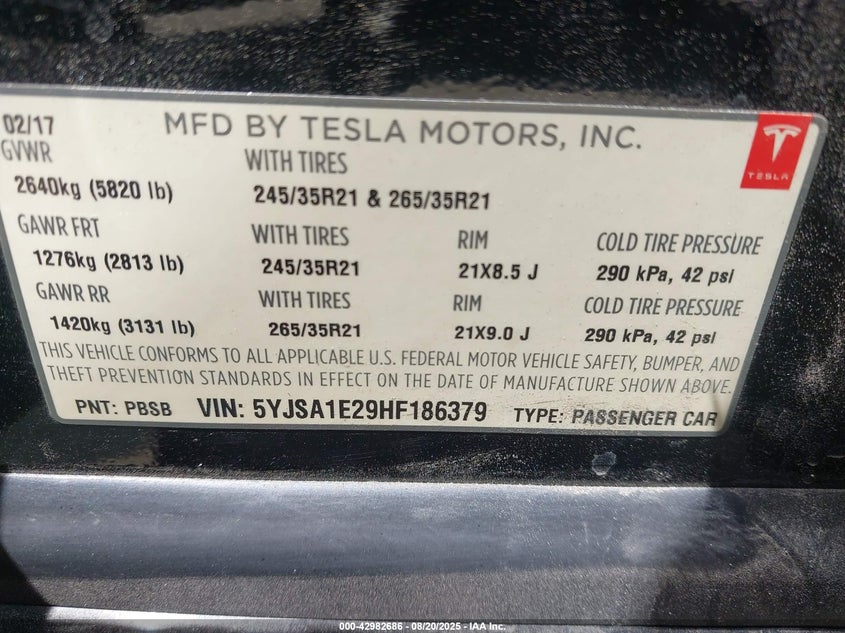 02/17 MFD BY TESLA MOTORS, INC.
TESLA
GVWR WITH TIRES
2640kg (5820 lb) 245/35R21 & 265/35R21
GAWR FRT WITH TIRES RIM COLD TIRE PRESSURE
1276kg (2813 lb) 245/35R21 21X8.5 J 290 kPa, 42 psi
GAWR RR WITH TIRES RIM COLD TIRE PRESSURE
1420kg (3131 lb) 265/35R21 21X9.0 J 290 kPa, 42 psi
THIS VEHICLE CONFORMS TO ALL APPLICABLE U.S. FEDERAL MOTOR VEHICLE SAFETY, BUMPER, AND
THEFT PREVENTION STANDARDS IN EFFECT ON THE DATE OF MANUFACTURE SHOWN ABOVE.
PNT: PBSB VIN: 5YJSA1E29HF186379 TYPE: PASSENGER CAR
000-42982686 - 08/20/2025 - IAA Inc.